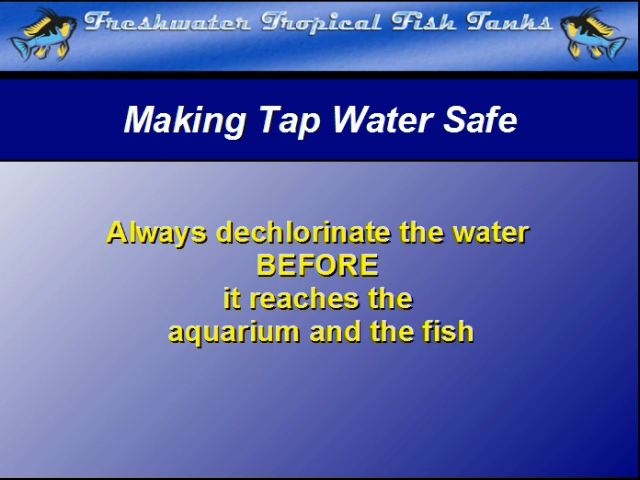 Freshwater Tropical Fish Tanks
Making Tap Water Safe
Always dechlorinate the water
BEFORE
it reaches the
aquarium and the fish